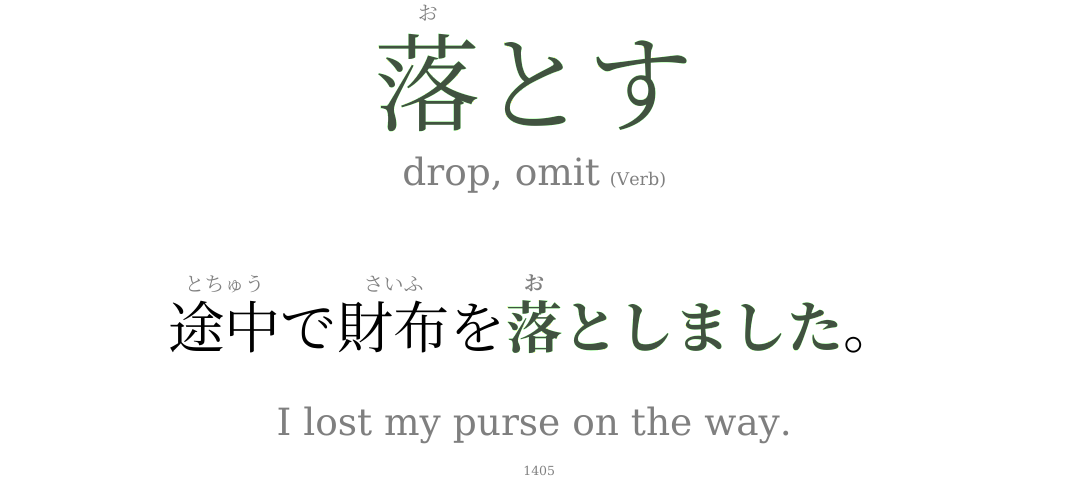 お
落とす
drop, omit (Verb)
とちゅう さいふ お
途中で財布を落としました。
I lost my purse on the way.
1405